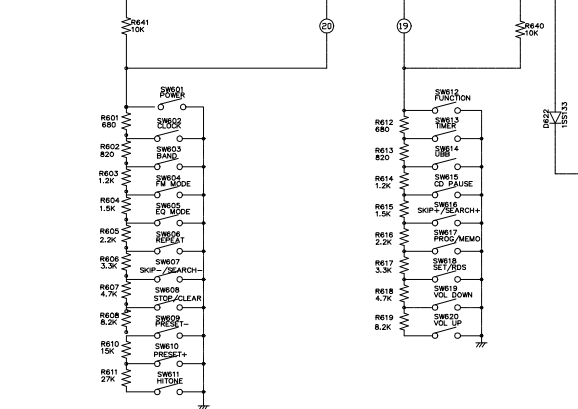 R641
10K
20
19
R640
10K
SW601
POWER
R601
680
SW602
CLOCK
R602
820
SW603
BAND
R603
1.2K
SW604
FM MODE
R604
1.5K
SW605
EQ MODE
R605
2.2K
SW606
REPEAT
R606
3.3K
SW607
SKIP-/SEARCH-
R607
4.7K
SW608
STOP/CLEAR
R608
8.2K
SW609
PRESET-
R610
15K
SW610
PRESET+
R611
27K
SW611
HITONE
SW612
FUNCTION
R612
680
SW613
TIMER
R613
820
SW614
UBB
R614
1.2K
SW615
CD PAUSE
R615
1.5K
SW616
SKIP+/SEARCH+
R616
2.2K
SW617
PROG/MEMO
R617
3.3K
SW618
SET/RDS
R618
4.7K
SW619
VOL DOWN
R619
8.2K
SW620
VOL UP
D622
1SS133